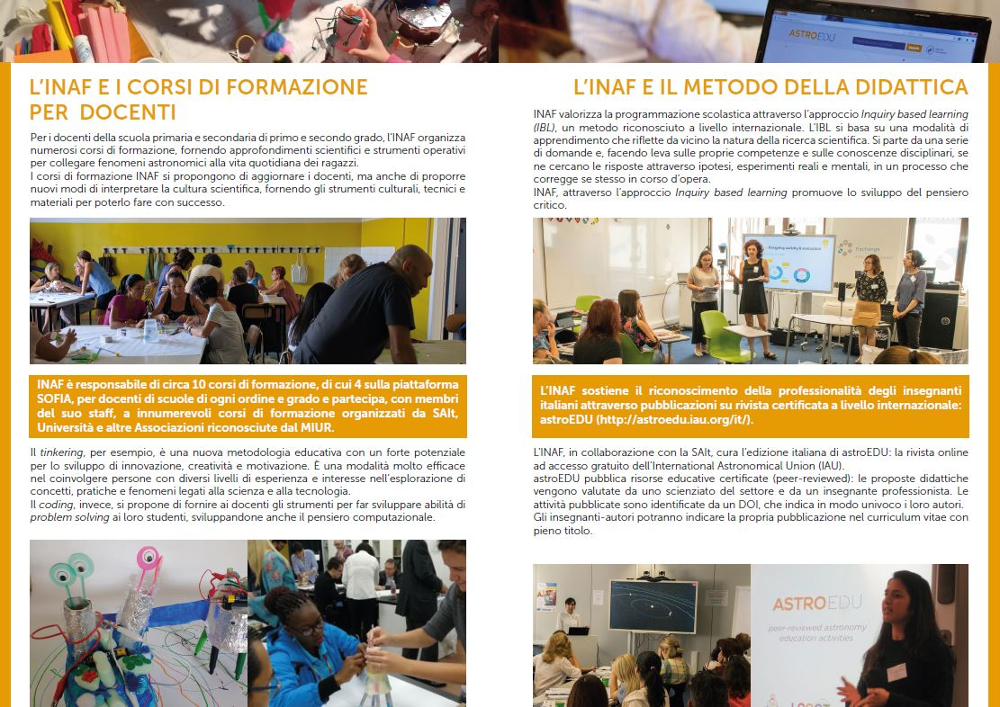 ASTROEDU
L'INAF E I CORSI DI FORMAZIONE
PER DOCENTI
Per i docenti della scuola primaria e secondaria di primo e secondo grado, l'INAF organizza
numerosi corsi di formazione, fornendo approfondimenti scientifici e strumenti operativi
per collegare fenomeni astronomici alla vita quotidiana dei ragazzi.
I corsi di formazione INAF si propongono di aggiornare i docenti, ma anche di proporre
nuovi modi di interpretare la cultura scientifica, fornendo gli strumenti culturali, tecnici e
materiali per poterlo fare con successo.
INAF è responsabile di circa 10 corsi di formazione, di cui 4 sulla piattaforma
SOFIA, per docenti di scuole di ogni ordine e grado e partecipa, con membri
del suo staff, a innumerevoli corsi di formazione organizzati da SAIt,
Università e altre Associazioni riconosciute dal MIUR.
Il tinkering, per esempio, è una nuova metodologia educativa con un forte potenziale
per lo sviluppo di innovazione, creatività e motivazione. È una modalità molto efficace
nel coinvolgere persone con diversi livelli di esperienza e interesse nell'esplorazione di
concetti, pratiche e fenomeni legati alla scienza e alla tecnologia.
Il coding, invece, si propone di fornire ai docenti gli strumenti per far sviluppare abilità di
problem solving ai loro studenti, sviluppandone anche il pensiero computazionale.
L'INAF E IL METODO DELLA DIDATTICA
INAF valorizza la programmazione scolastica attraverso l'approccio Inquiry based learning
(IBL), un metodo riconosciuto a livello internazionale. L'IBL si basa su una modalità di
apprendimento che riflette da vicino la natura della ricerca scientifica. Si parte da una serie
di domande e, facendo leva sulle proprie competenze e sulle conoscenze disciplinari, se
ne cercano le risposte attraverso ipotesi, esperimenti reali e mentali, in un processo che
corregge se stesso in corso d'opera.
INAF, attraverso l'approccio Inquiry based learning promuove lo sviluppo del pensiero
critico.
Designing activity & evaluation
Exchange
L'INAF sostiene il riconoscimento della professionalità degli insegnanti
italiani attraverso pubblicazioni su rivista certificata a livello internazionale:
astroEDU (http://astroedu.iau.org/it/).
L'INAF, in collaborazione con la SAIt, cura l'edizione italiana di astroEDU: la rivista online
ad accesso gratuito dell'International Astronomical Union (IAU).
astroEDU pubblica risorse educative certificate (peer-reviewed): le proposte didattiche
vengono valutate da uno scienziato del settore e da un insegnante professionista. Le
attività pubblicate sono identificate da un DOI, che indica in modo univoco i loro autori.
Gli insegnanti-autori potranno indicare la propria pubblicazione nel curriculum vitae con
pieno titolo.
ASTROEDU
peer-reviewed astronomy
education activities